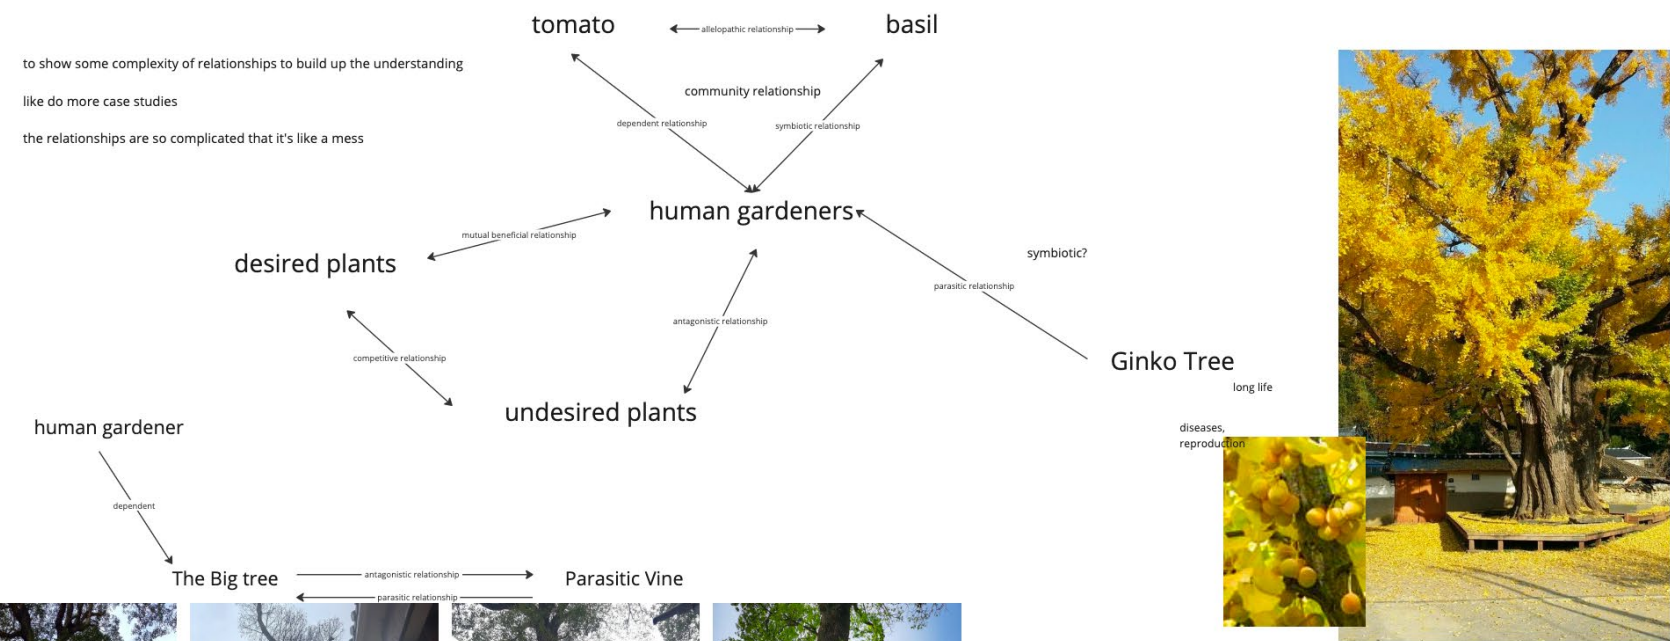 tomato
allelopathic relationship
basil
to show some complexity of relationships to build up the understanding
like do more case studies
the relationships are so complicated that it's like a mess
community relationship
dependent relationship
symbiotic relationship
human gardeners
mutual beneficial relationship
desired plants
symbiotic?
parasitic relationship
antagonistic relationship
competitive relationship
Ginko Tree
long life
undesired plants
human gardener
diseases,
reproduction
dependent
The Big tree
antagonistic relationship
parasitic relationship
Parasitic Vine